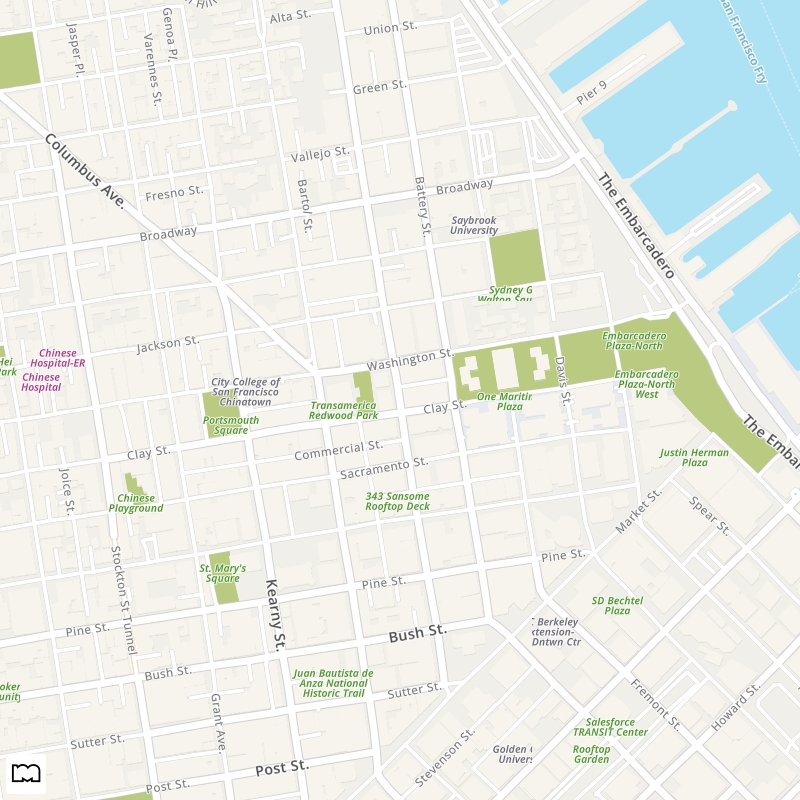 Hill
Alta St.
Union St.
San Francisco Fry
Jasper Pl.
Genoa Pl.
Varennes St.
Green St.
Pier 9
Columbus Ave.
Vallejo St.
Fresno St.
Bartol St.
Battery St.
Broadway
The Embarcadero
Broadway
Saybrook
University
Sydney G
Walton Squ
Jackson St.
Washington St.
Embarcadero
Plaza-North
Hei
Park
Chinese
Hospital-ER
Chinese
Hospital
City College of
San Francisco
Chinatown
Davis St.
Embarcadero
Plaza-North
West
Transamerica
Redwood Park
Clay St.
One Maritim
Plaza
Portsmouth
Square
The Embar
Clay St.
Commercial St.
Sacramento St.
Justin Herman
Plaza
Joice St.
Chinese
Playground
343 Sansome
Rooftop Deck
Market St.
Spear St.
Stockton St Tunnel
St. Mary's
Square
Pine St.
Pine St.
Kearny St.
SD Bechtel
Plaza
Pine St.
Bush St.
Berkeley
xtension-
Dntwn Ctr
Bush St.
Juan Bautista de
Anza National
Historic Trail
Sutter St.
oker
unity
Grant Ave.
Fremont St.
Howard St.
Sutter St.
Salesforce
TRANSIT Center
Rooftop
Garden
Golden
Univers
Stevenson St.
Post St.
Post St.